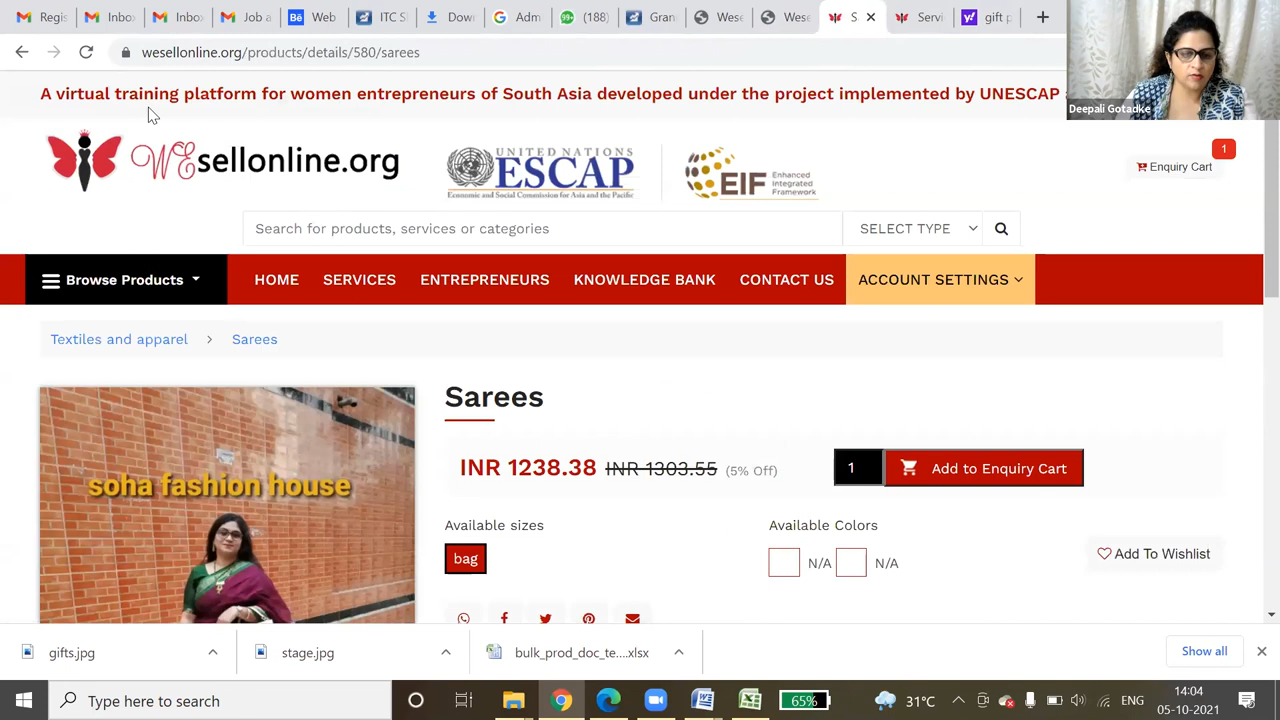 Regis
Inbo
Inbo
Job a
Web
ITC S
Dow
Adm
99+
(188)
Gran
Wese
Wese
S
Servi
gift p
wesellonline.org/products/details/580/sarees
Deepali Gotadke
A virtual training platform for women entrepreneurs of South Asia developed under the project implemented by UNESCAP
WEsellonline.org
UNITED NATIONS
ESCAP
Economic and Social Commission for Asia and the Pacific
EIF Enhanced Integrated Framework
1
Enquiry Cart
Search for products, services or categories
SELECT TYPE
Browse Products
HOME
SERVICES
ENTREPRENEURS
KNOWLEDGE BANK
CONTACT US
ACCOUNT SETTINGS
Textiles and apparel > Sarees
soha fashion house
Sarees
INR 1238.38 INR 1303.55 (5% Off)
1
Add to Enquiry Cart
Available sizes
bag
Available Colors
N/A
N/A
Add To Wishlist
gifts.jpg
stage.jpg
bulk_prod_doc_te....xlsx
Show all
Type here to search
65%
31°C
ENG
14:04
05-10-2021